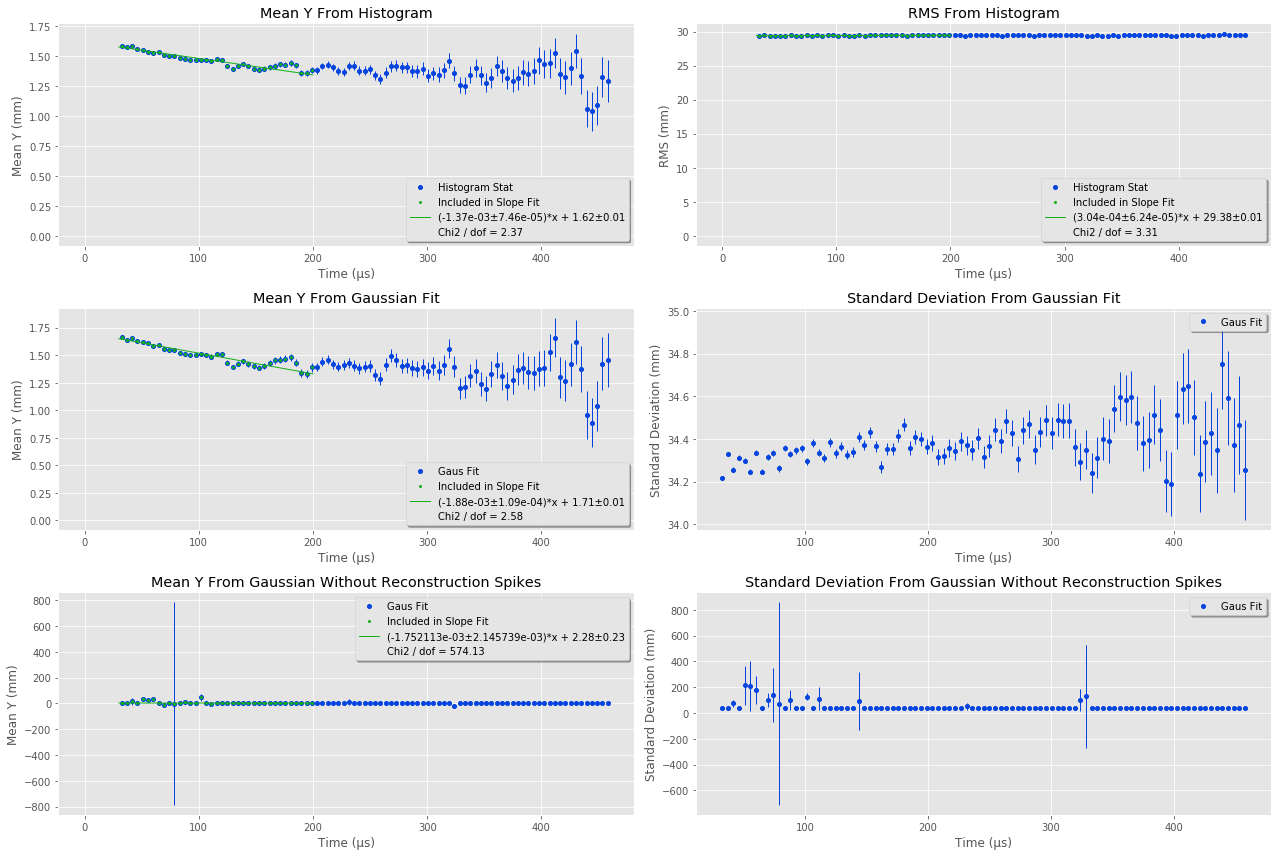 Mean Y From Histogram
Mean Y (mm)
1.75
1.50
1.25
1.00
0.75
0.50
0.25
0.00
Histogram Stat
Included in Slope Fit
(-1.37e-03±7.46e-05)*x + 1.62±0.01
Chi2 / dof = 2.37
0 100 200 300 400
Time (µs)
RMS From Histogram
RMS (mm)
30
25
20
15
10
5
0
Histogram Stat
Included in Slope Fit
(3.04e-04±6.24e-05)*x + 29.38±0.01
Chi2 / dof = 3.31
0 100 200 300 400
Time (µs)
Mean Y From Gaussian Fit
Mean Y (mm)
1.75
1.50
1.25
1.00
0.75
0.50
0.25
0.00
Gaus Fit
Included in Slope Fit
(-1.88e-03±1.09e-04)*x + 1.71±0.01
Chi2 / dof = 2.58
0 100 200 300 400
Time (µs)
Standard Deviation From Gaussian Fit
Standard Deviation (mm)
35.0
34.8
34.6
34.4
34.2
34.0
Gaus Fit
100 200 300 400
Time (µs)
Mean Y From Gaussian Without Reconstruction Spikes
Mean Y (mm)
800
600
400
200
0
−200
−400
−600
−800
Gaus Fit
Included in Slope Fit
(-1.752113e-03±2.145739e-03)*x + 2.28±0.23
Chi2 / dof = 574.13
0 100 200 300 400
Time (µs)
Standard Deviation From Gaussian Without Reconstruction Spikes
Standard Deviation (mm)
800
600
400
200
0
−200
−400
−600
Gaus Fit
100 200 300 400
Time (µs)